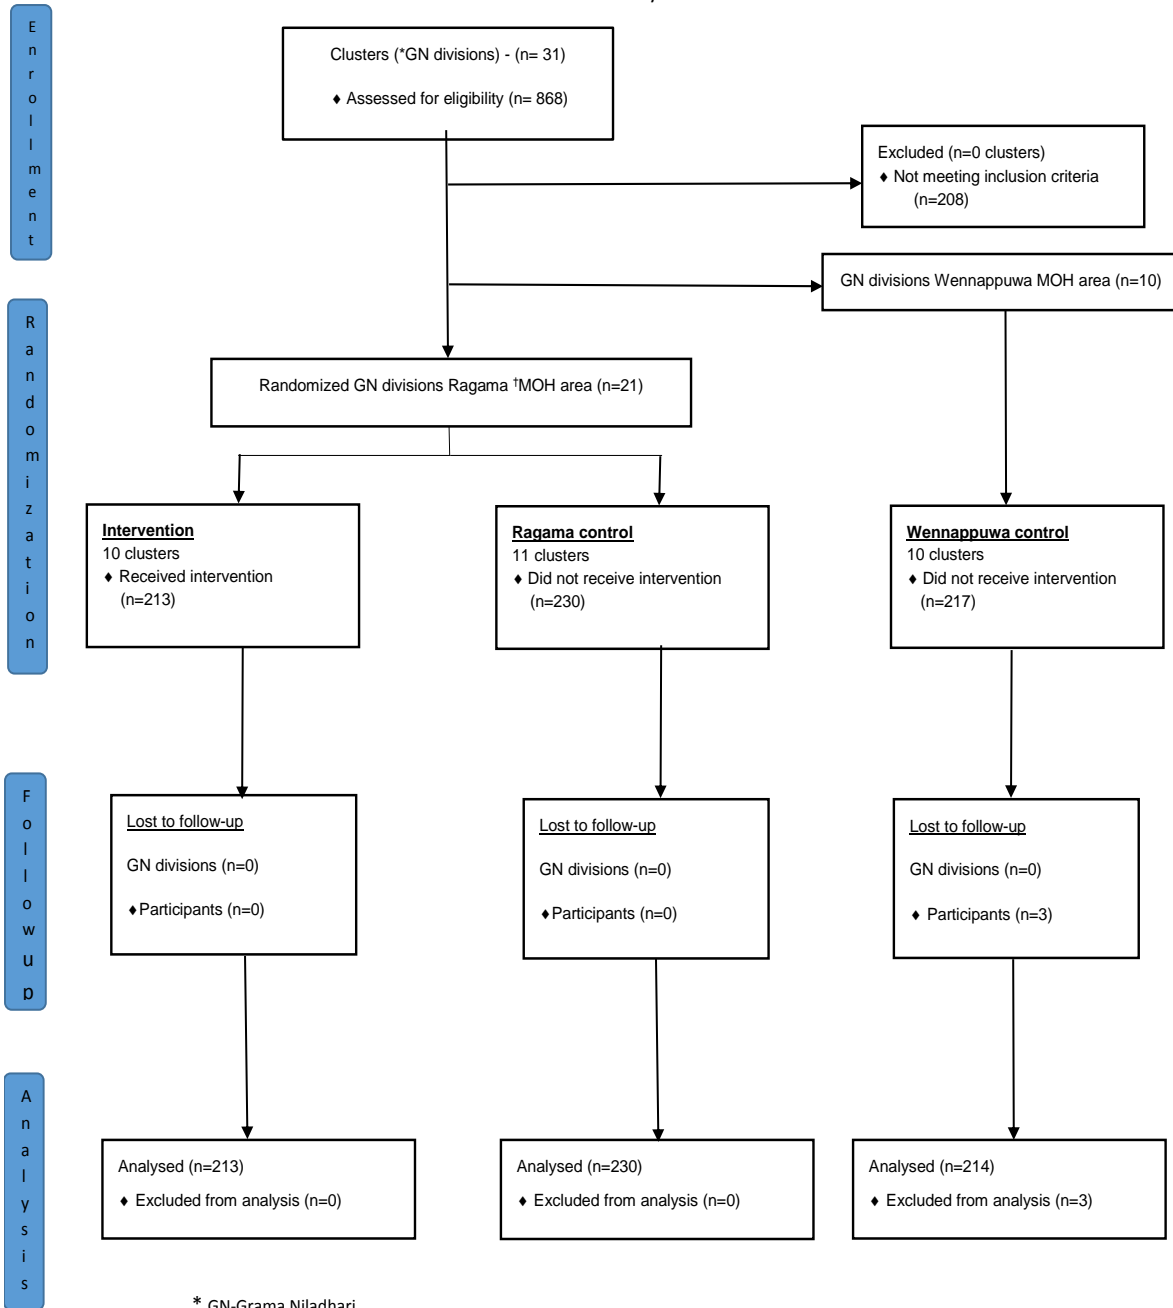 Enrollment
Clusters (*GN divisions) - (n= 31)
♦ Assessed for eligibility (n= 868)
Excluded (n=0 clusters)
♦ Not meeting inclusion criteria
(n=208)
GN divisions Wennappuwa MOH area (n=10)
Randomization
Randomized GN divisions Ragama †MOH area (n=21)
Intervention
10 clusters
♦ Received intervention
(n=213)
Ragama control
11 clusters
♦ Did not receive intervention
(n=230)
Wennappuwa control
10 clusters
♦ Did not receive intervention
(n=217)
Follow up
Lost to follow-up
GN divisions (n=0)
♦Participants (n=0)
Lost to follow-up
GN divisions (n=0)
♦Participants (n=0)
Lost to follow-up
GN divisions (n=0)
♦ Participants (n=3)
Analysis
Analysed (n=213)
♦ Excluded from analysis (n=0)
Analysed (n=230)
♦ Excluded from analysis (n=0)
Analysed (n=214)
♦ Excluded from analysis (n=3)
* GN-Grama Niladhari